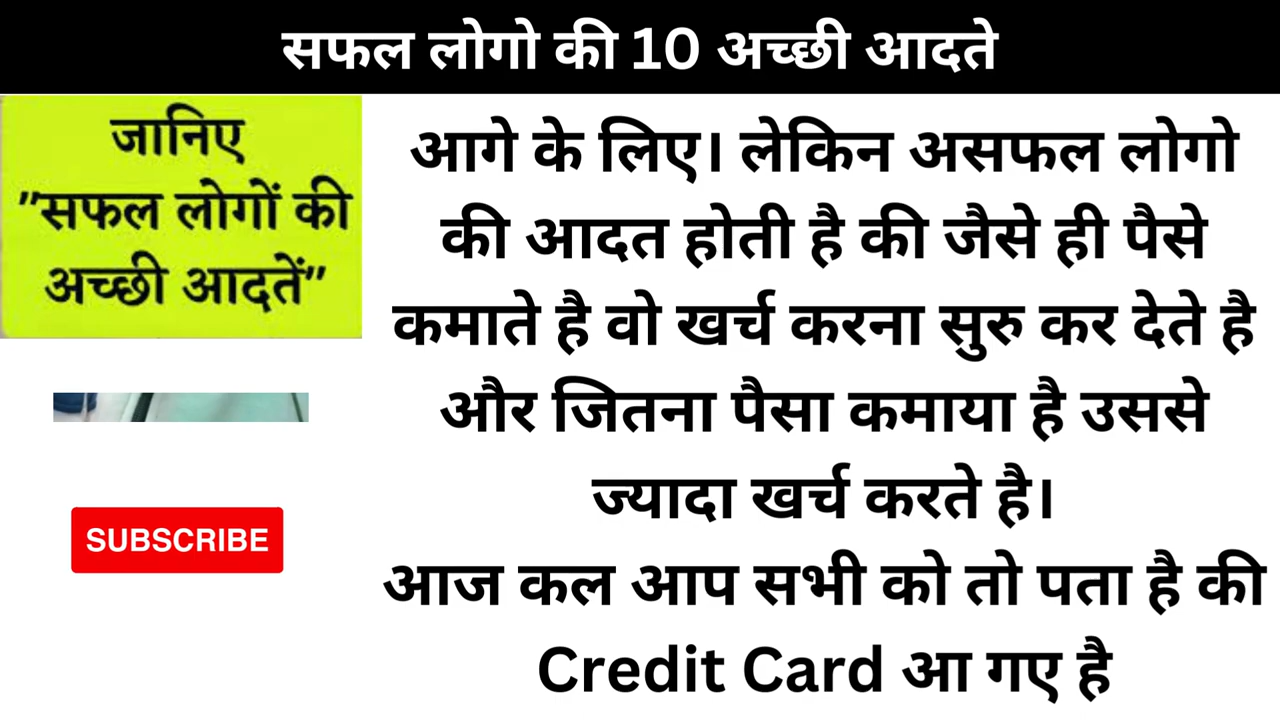 सफल लोगो की 10 अच्छी आदते
जानिए
"सफल लोगों की
अच्छी आदतें"
SUBSCRIBE
आगे के लिए। लेकिन असफल लोगो
की आदत होती है की जैसे ही पैसे
कमाते है वो खर्च करना सुरु कर देते है
और जितना पैसा कमाया है उससे
ज्यादा खर्च करते है।
आज कल आप सभी को तो पता है की
Credit Card आ गए है